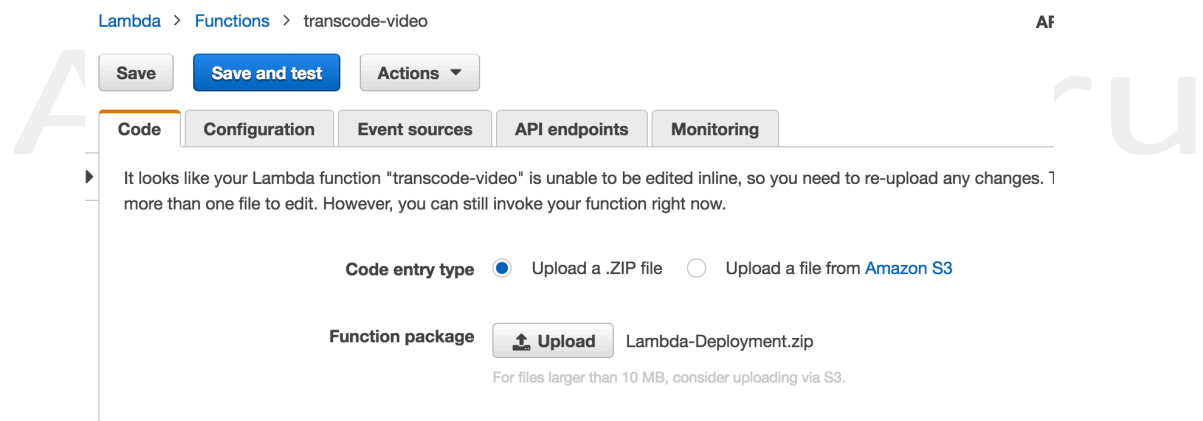 Lambda > Functions > transcode-video
Save Save and test Actions
Code Configuration Event sources API endpoints Monitoring
It looks like your Lambda function "transcode-video" is unable to be edited inline, so you need to re-upload any changes.
more than one file to edit. However, you can still invoke your function right now.
Code entry type Upload a .ZIP file Upload a file from Amazon S3
Function package Upload Lambda-Deployment.zip
For files larger than 10 MB, consider uploading via S3.